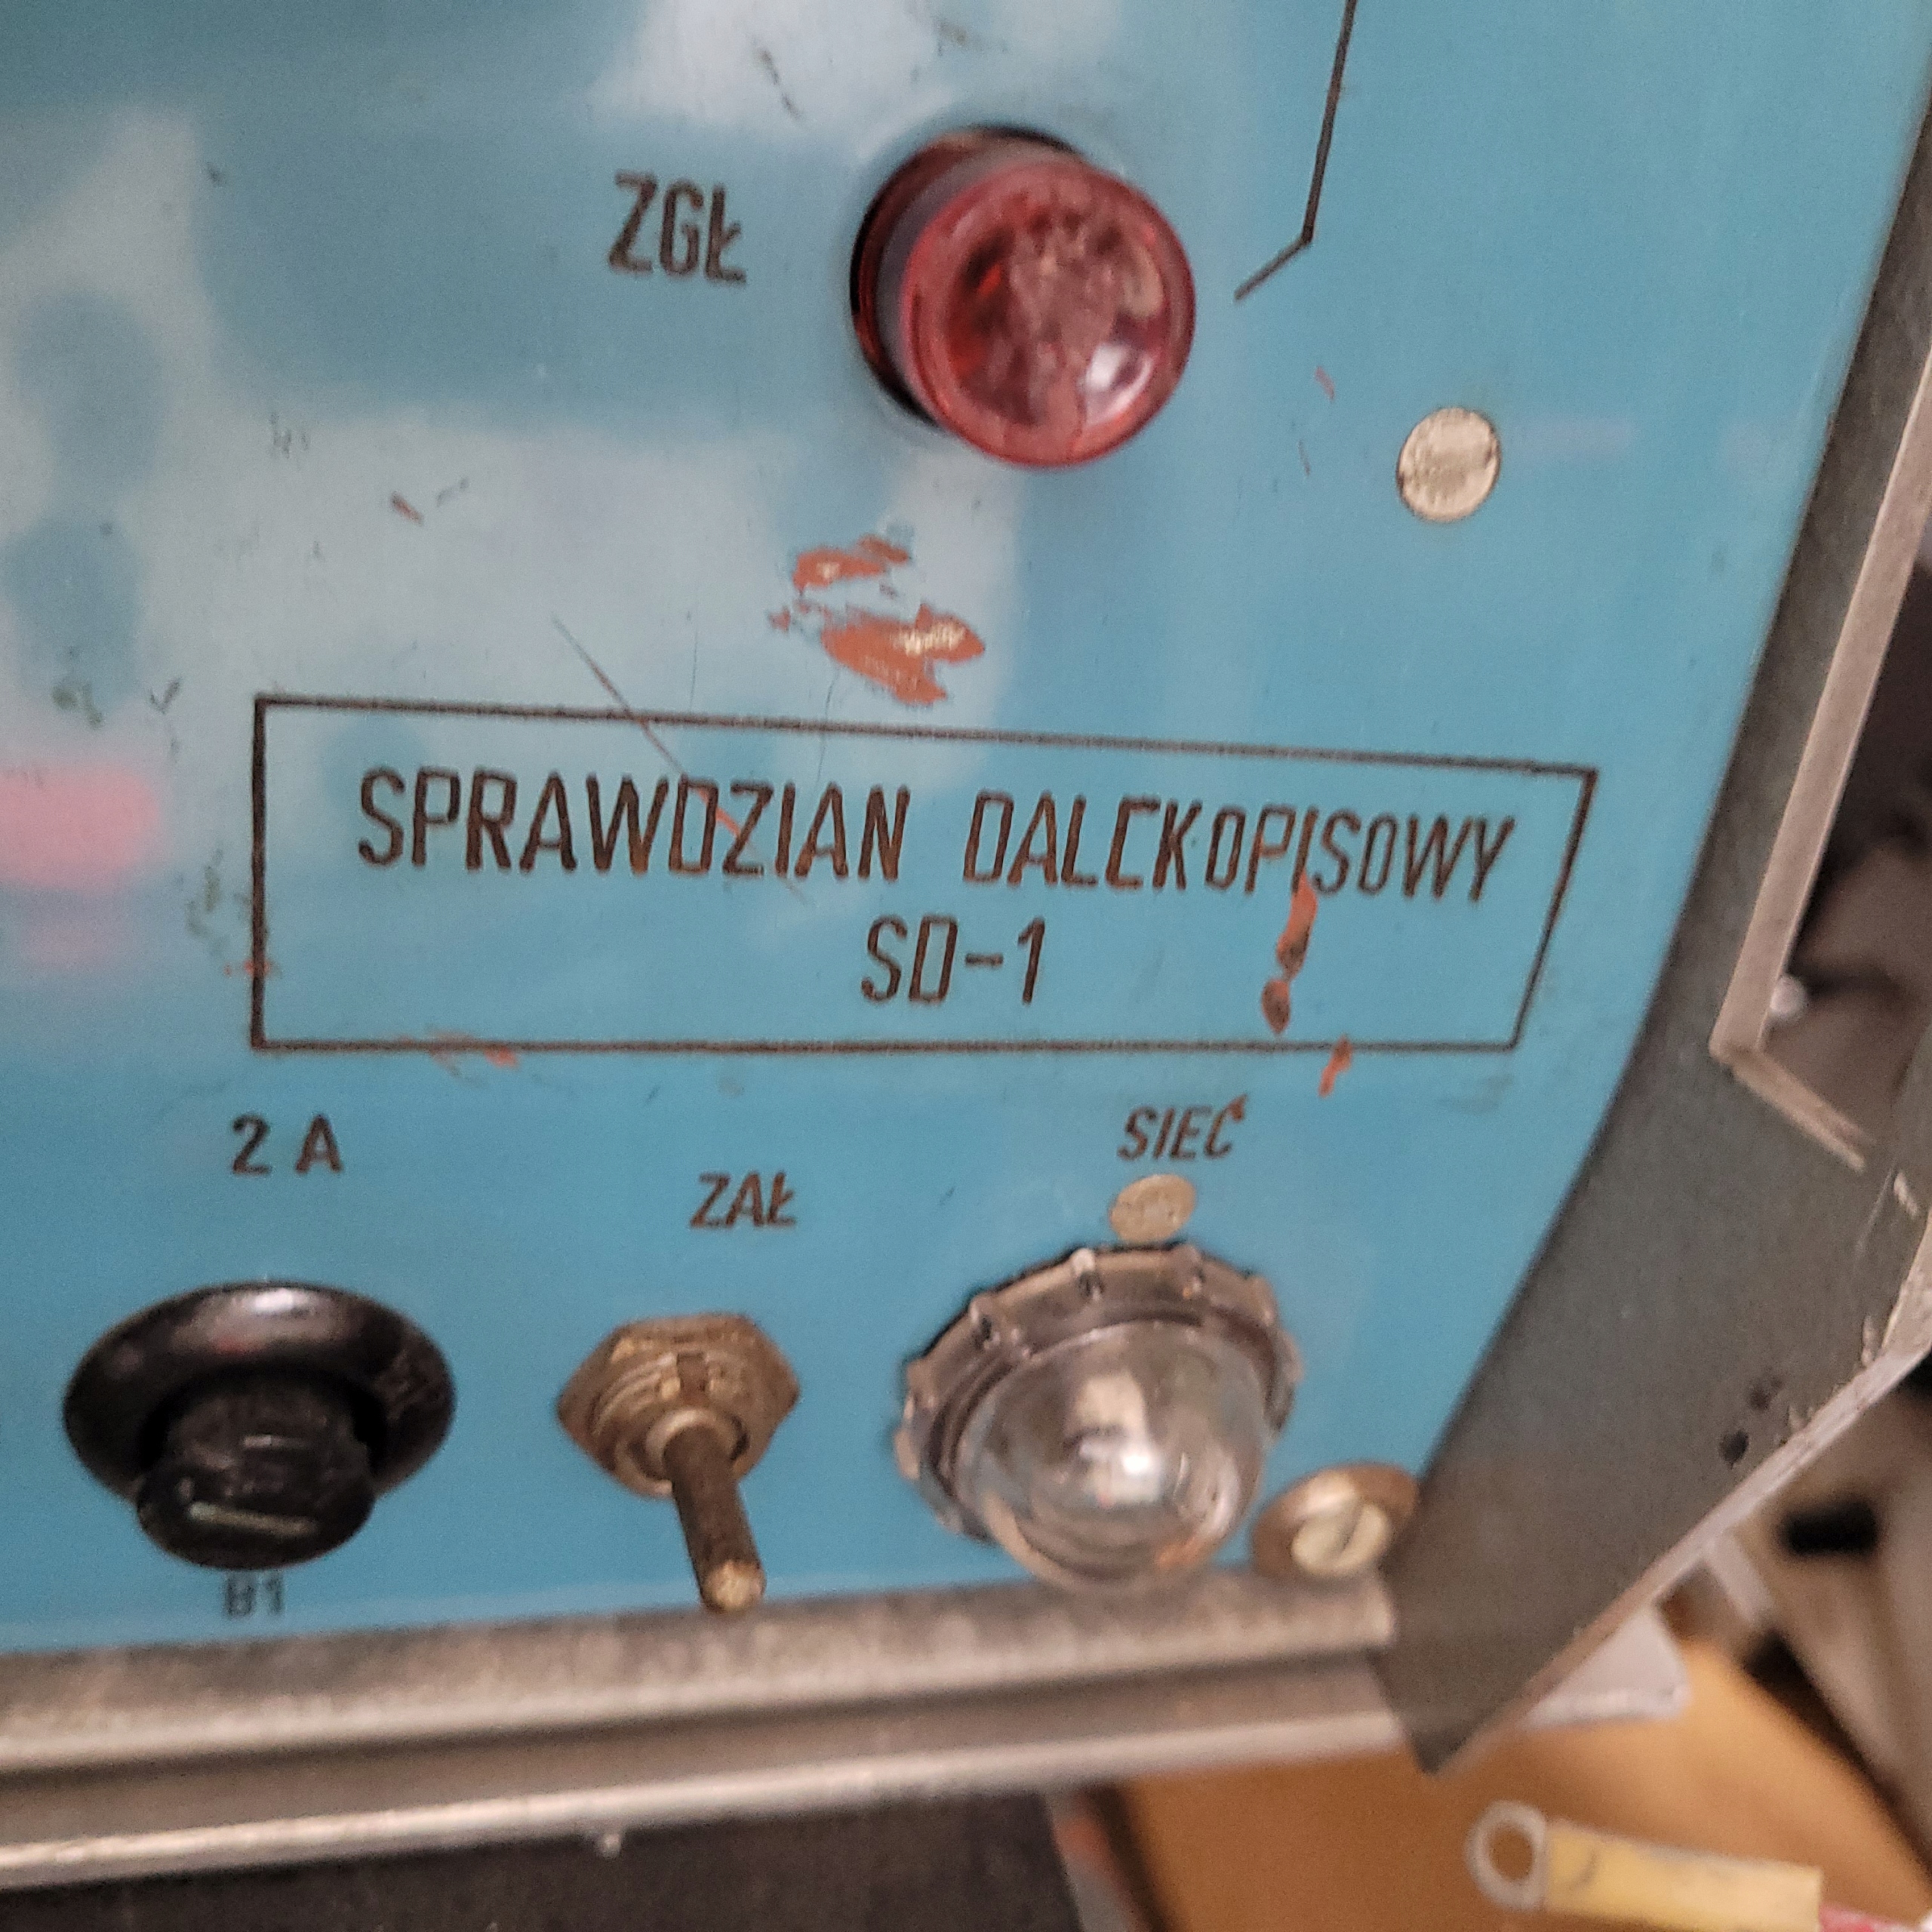 ZGŁ
SPRAWDZIAN DALEKOPISOWY
SD-1
2 A
ZAŁ
SIEĆ
B1